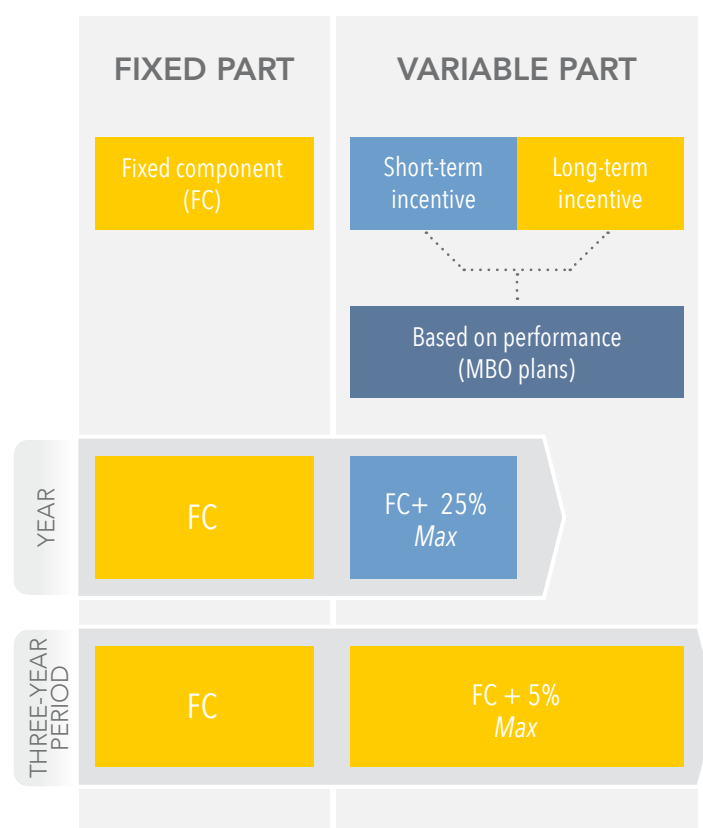 FIXED PART
VARIABLE PART
Fixed component
(FC)
Short-term
incentive
Long-term
incentive
Based on performance
(MBO plans)
YEAR
FC
FC+ 25%
Max
THREE-YEAR
PERIOD
FC
FC + 5%
Max